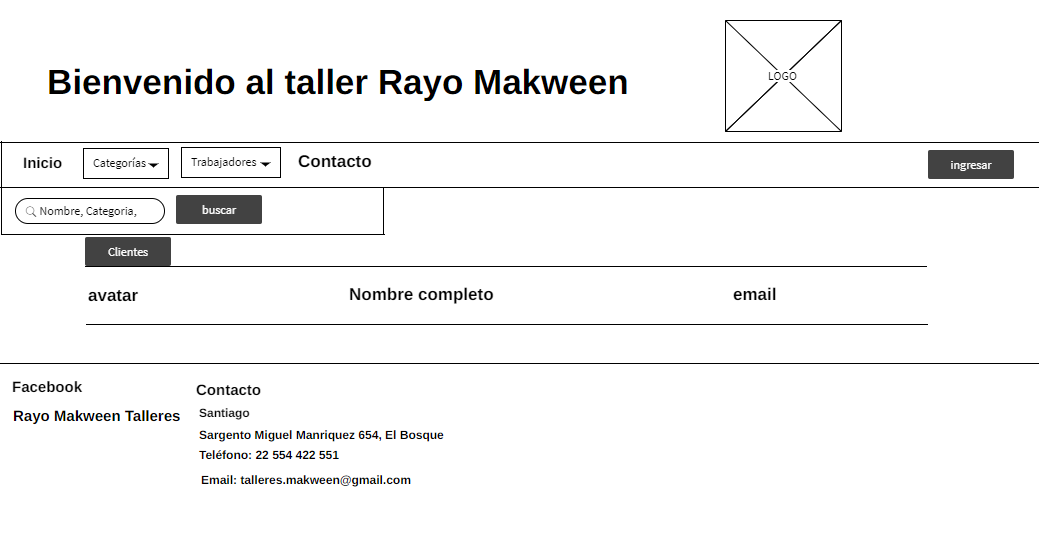 Bienvenido al taller Rayo Makween
LOGO
Inicio
Categorías
Trabajadores
Contacto
ingresar
Nombre, Categoria,
buscar
Clientes
avatar
Nombre completo
email
Facebook
Rayo Makween Talleres
Contacto
Santiago
Sargento Miguel Manriquez 654, El Bosque
Teléfono: 22 554 422 551
Email: talleres.makween@gmail.com